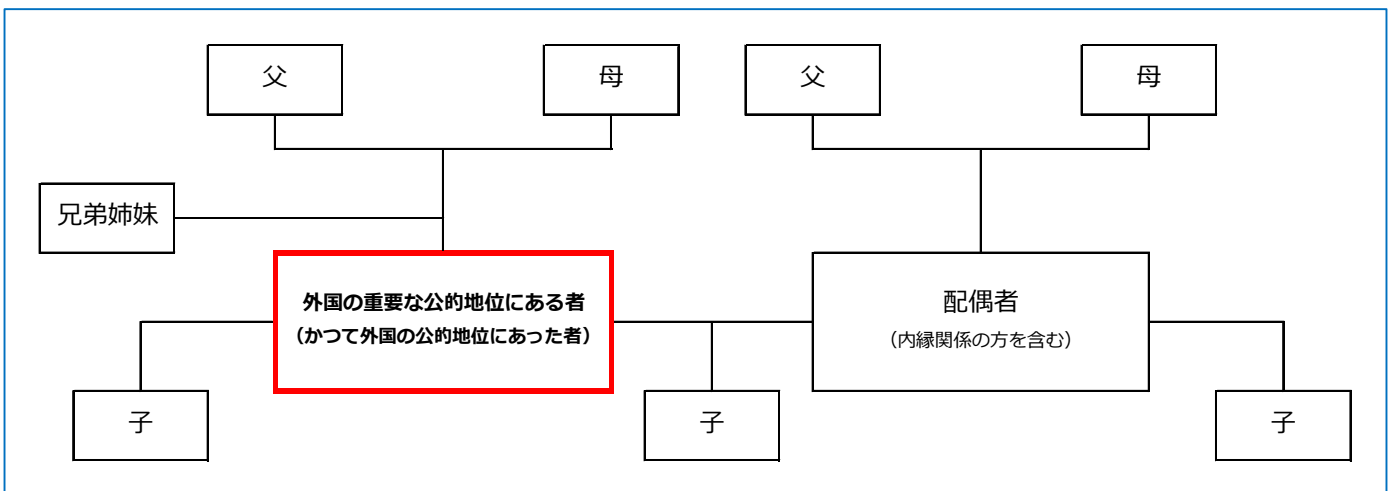 父
母
父
母
兄弟姉妹
外国の重要な公的地位にある者
（かつて外国の公的地位にあった者）
配偶者
（内縁関係の方を含む）
子
子
子